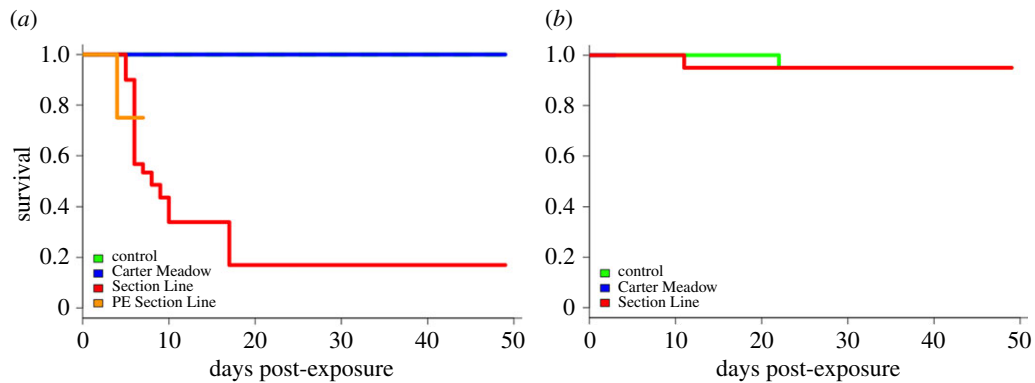 (a)
1.0
0.8
0.6
0.4
0.2
0
survival
control
Carter Meadow
Section Line
PE Section Line
0 10 20 30 40 50
days post-exposure
(b)
1.0
0.8
0.6
0.4
0.2
0
control
Carter Meadow
Section Line
0 10 20 30 40 50
days post-exposure